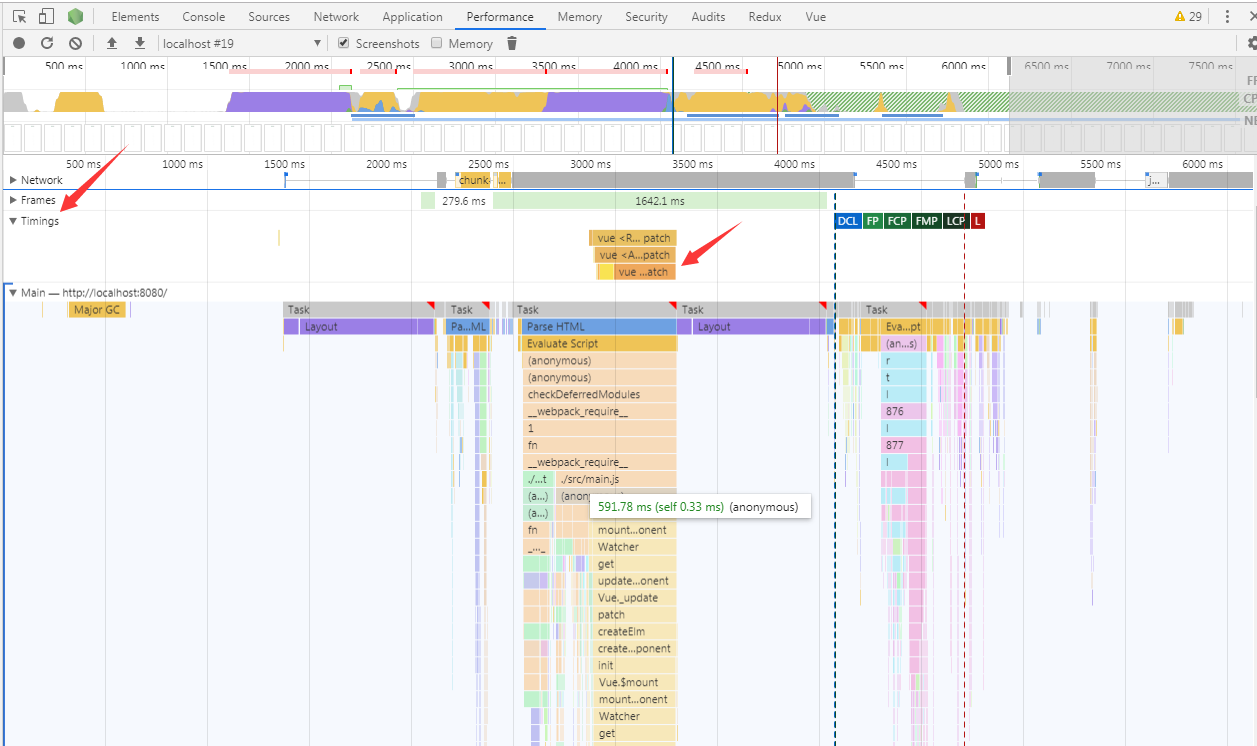 Elements Console Sources Network Application Performance Memory Security Audits Redux Vue 29
localhost #19 Screenshots Memory
500 ms 1000 ms 1500 ms 2000 ms 2500 ms 3000 ms 3500 ms 4000 ms 4500 ms 5000 ms 5500 ms 6000 ms 6500 ms 7000 ms 7500 ms
FP
CP
NE
500 ms 1000 ms 1500 ms 2000 ms 2500 ms 3000 ms 3500 ms 4000 ms 4500 ms 5000 ms 5500 ms 6000 ms
Network chunk ... j...
Frames 279.6 ms 1642.1 ms
Timings DCL FP FCP FMP LCP L
vue <R... patch
vue <A...patch
vue ...atch
Main — http://localhost:8080/
Major GC Task Task Task Task Task
Layout Pa...ML Parse HTML Layout Eva...pt
Evaluate Script (an...s)
(anonymous) r
(anonymous) t
checkDeferredModules l
__webpack_require__ 876
1 l
fn 877
__webpack_require__ l
./...t ./src/main.js
(a...) (anon
591.78 ms (self 0.33 ms) (anonymous)
(a...)
fn mount...onent
_..._ Watcher
get
update...onent
Vue._update
patch
createElm
create...ponent
init
Vue.$mount
mount...onent
Watcher
get